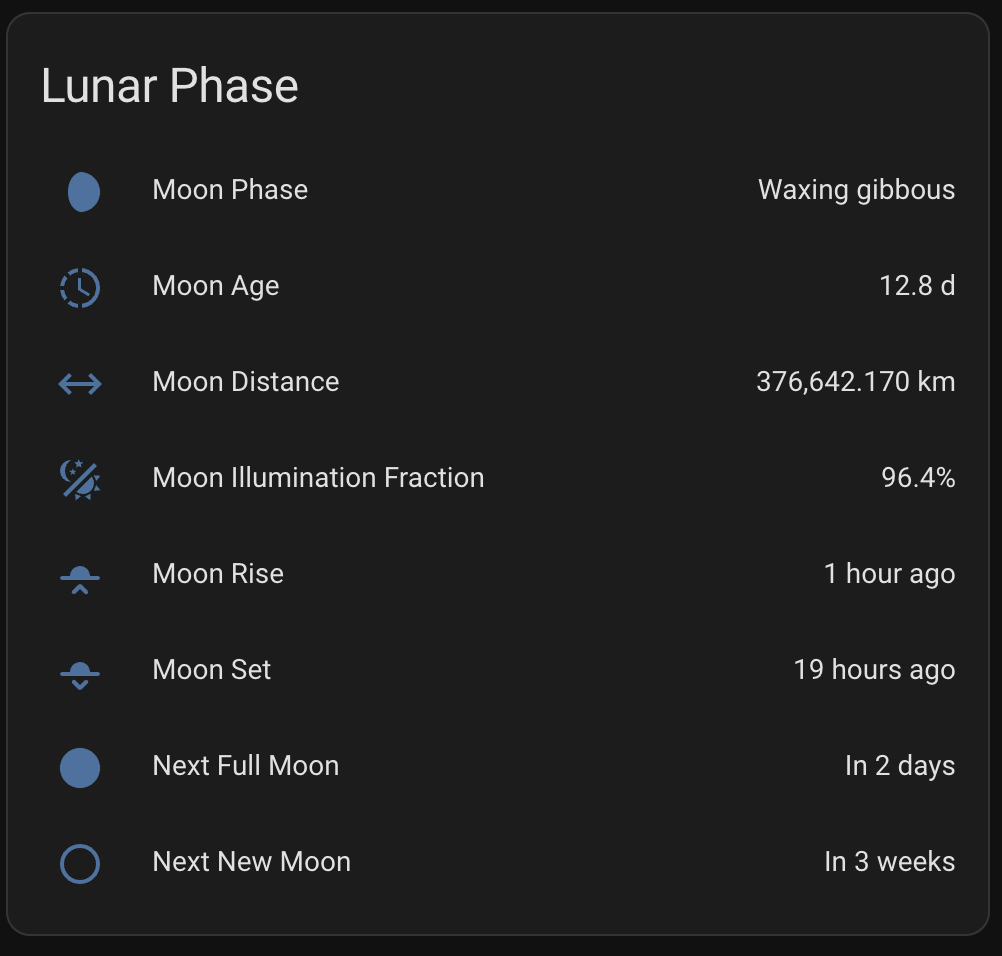 Lunar Phase
Moon Phase Waxing gibbous
Moon Age 12.8 d
Moon Distance 376,642.170 km
Moon Illumination Fraction 96.4%
Moon Rise 1 hour ago
Moon Set 19 hours ago
Next Full Moon In 2 days
Next New Moon In 3 weeks